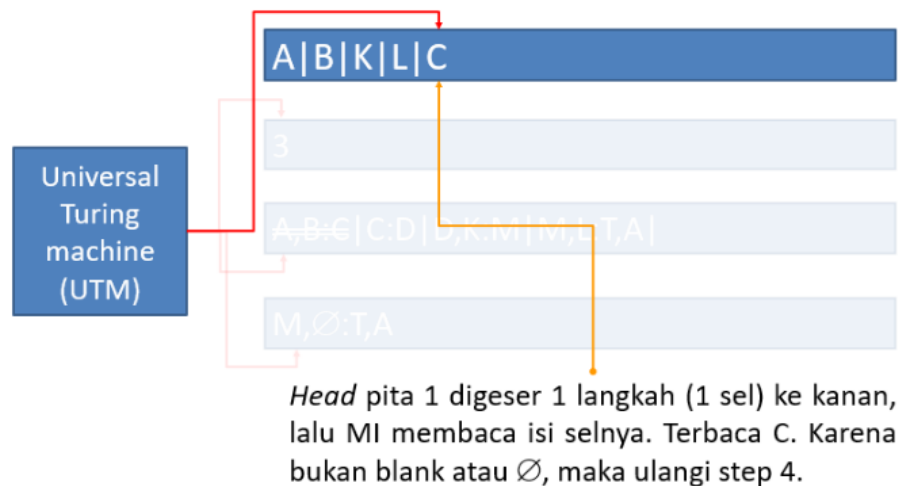 A|B|K|L|C
3
Universal
Turing
machine
(UTM)
A,B:C|C:D|D,K:M|M,L:T,A|
M,∅:T,A
Head pita 1 digeser 1 langkah (1 sel) ke kanan,
lalu MI membaca isi selnya. Terbaca C. Karena
bukan blank atau ∅, maka ulangi step 4.